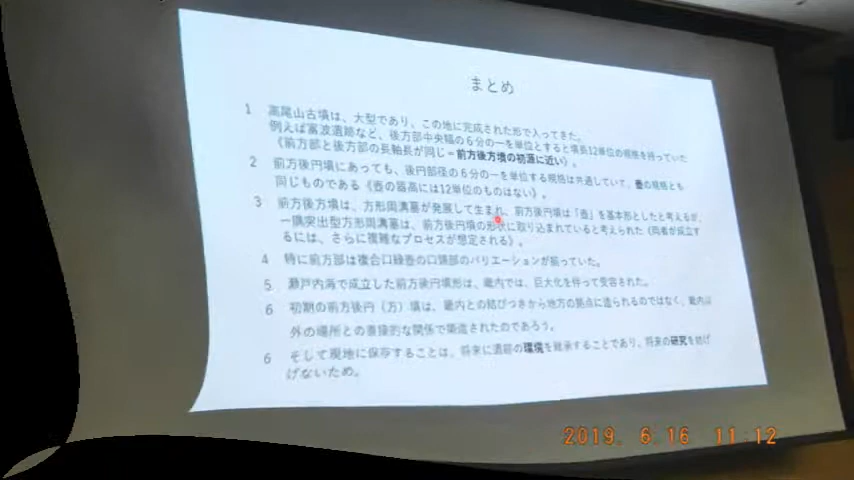 まとめ
1 高尾山古墳は、大型であり、この地に完成された形で入ってきた。
例えば富波遺跡など、後方部中央幅の6分の一を単位とすると墳長12単位の規格を持っていた
《前方部と後方部の長軸長が同じ=前方後方墳の初源に近い》。
2 前方後円墳にあっても、後円部径の6分の一を単位する規格は共通していて、壺の規格とも
同じものである《壺の器高には12単位のものはない》。
3 前方後方墳は、方形周溝墓が発展して生まれ、前方後円墳は「壺」を基本形としたと考えるが、
一隅突出型方形周溝墓は、前方後円墳の形状に取り込まれていると考えられた《両者が成立す
るには、さらに複雑なプロセスが想定される》。
4 特に前方部は複合口縁壺の口頸部のバリエーションが揃っていた。
5 瀬戸内海で成立した前方後円墳形は、畿内では、巨大化を伴って受容された。
6 初期の前方後円(方)墳は、畿内との結びつきから地方の拠点に造られるのではなく、畿内以
外の場所との直接的な関係で築造されたのであろう。
6 そして現地に保存することは、将来に遺跡の環境を継承することであり、将来の研究を妨げ
げないため。
2019. 6.16 11:12